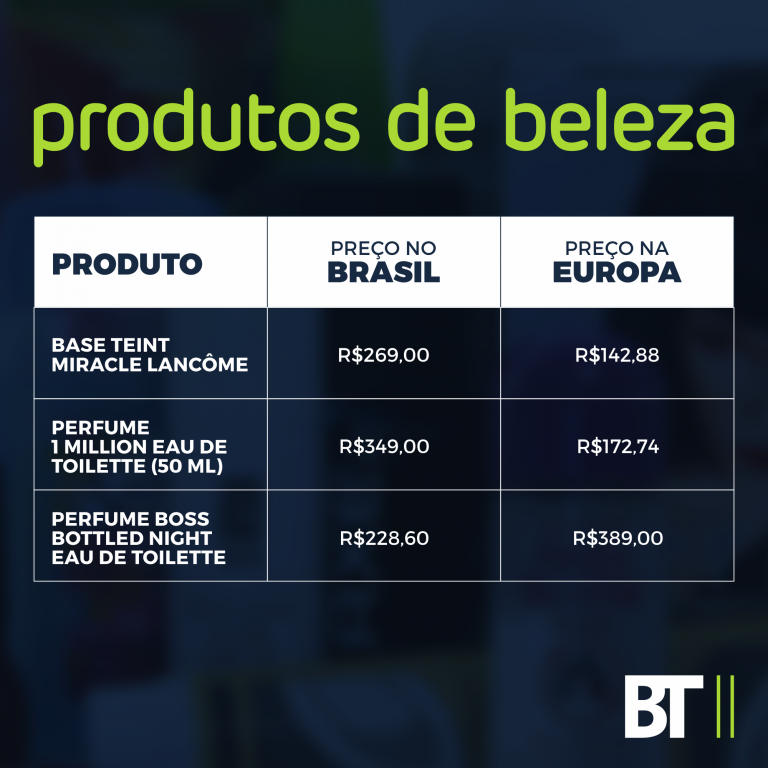 produtos de beleza
PRODUTO
PREÇO NO
BRASIL
PREÇO NA
EUROPA
BASE TEINT
MIRACLE LANCÔME
R$269,00
R$142,88
PERFUME
1 MILLION EAU DE
TOILETTE (50 ML)
R$349,00
R$172,74
PERFUME BOSS
BOTTLED NIGHT
EAU DE TOILETTE
R$228,60
R$389,00
BT